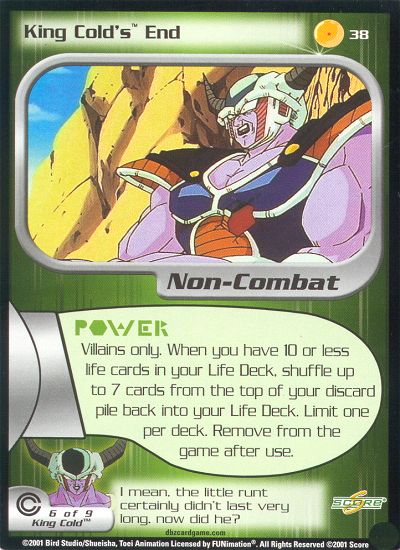 King Cold's™ End
38
Non-Combat
POWER
Villains only. When you have 10 or less
life cards in your Life Deck, shuffle up
to 7 cards from the top of your discard
pile back into your Life Deck. Limit one
per deck. Remove from the
game after use.
C
6 of 9
King Cold™
I mean, the little runt
certainly didn't last very
long, now did he?
SCORE
dbzcardgame.com
©2001 Bird Studio/Shueisha, Toei Animation Licensed by FUNimation®. All Rights Reserved ©2001 Score